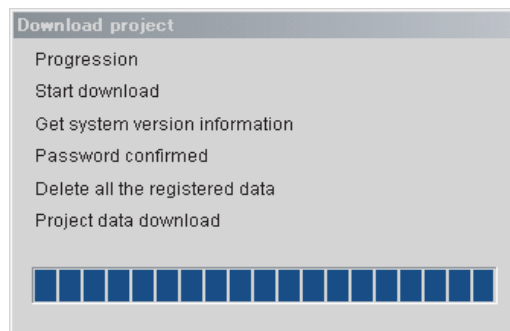 Download project
Progression
Start download
Get system version information
Password confirmed
Delete all the registered data
Project data download